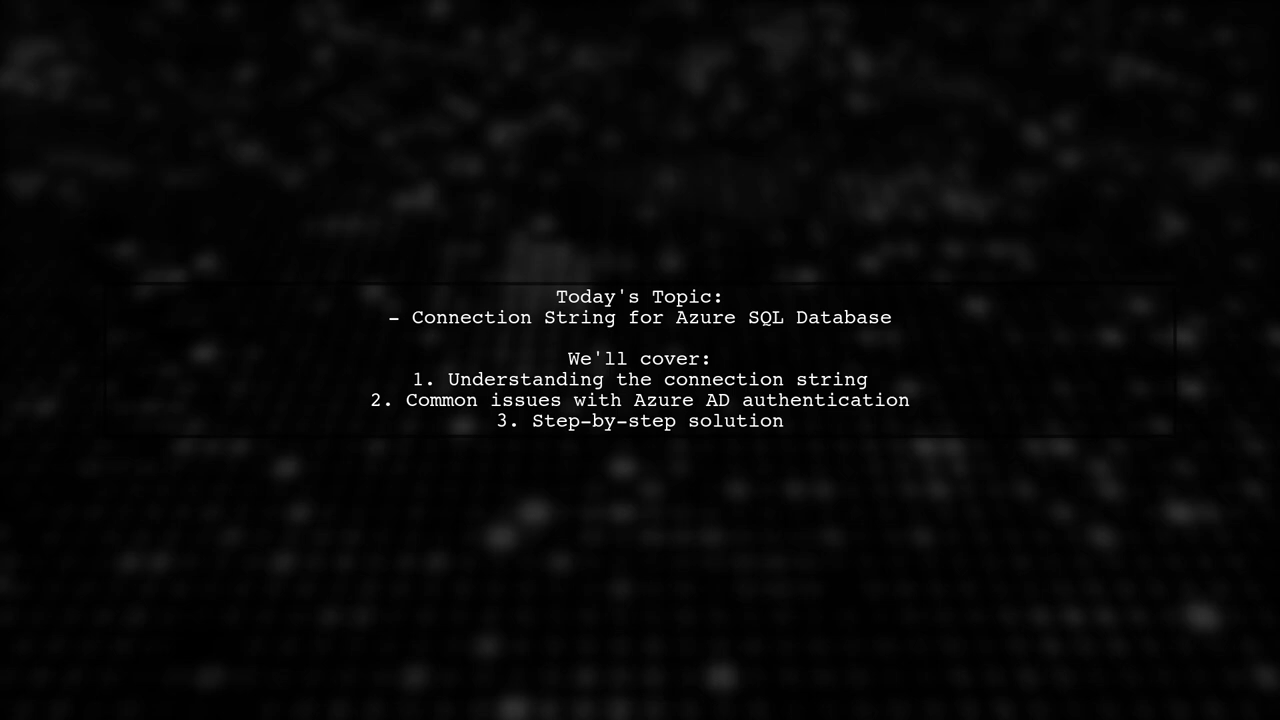 Today's Topic:
- Connection String for Azure SQL Database
We'll cover:
1. Understanding the connection string
2. Common issues with Azure AD authentication
3. Step-by-step solution